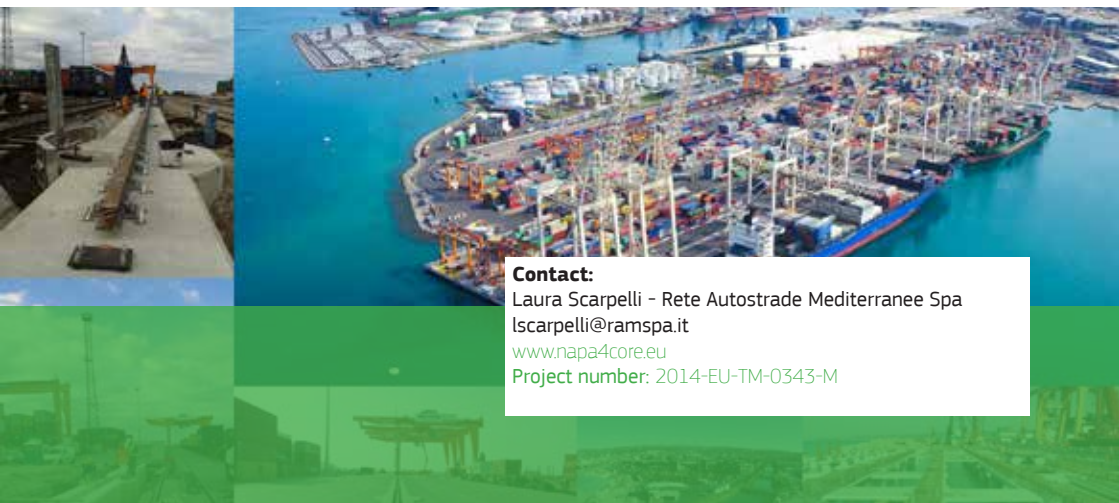 Contact:
Laura Scarpelli - Rete Autostrade Mediterranee Spa
lscarpelli@ramspa.it
www.napa4core.eu
Project number: 2014-EU-TM-0343-M